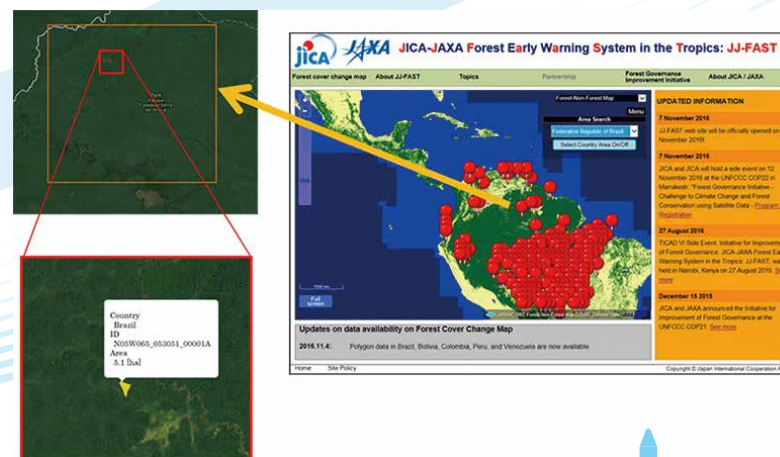 jica JAXA JICA-JAXA Forest Early Warning System in the Tropics: JJ-FAST
Forest cover change map About JJ-FAST Topics Partnership Forest Governance Improvement Initiative About JICA / JAXA
Forest-Non-Forest Map
Menu
Area Search
Federative Republic of Brazil
Select Country Area On/Off
Full
screen
UPDATED INFORMATION
7 November 2016
JJ-FAST web site will be officially opened on
November 2016!
7 November 2016
JICA and JICA will hold a side event on 12
November 2016 at the UNFCCC COP22 in
Marrakesh: "Forest Governance Initiative -
Challenge to Climate Change and Forest
Conservation using Satellite Data - Program
Registration
27 August 2016
TICAD VI Side Event: Initiative for Improvem
of Forest Governance: JICA-JAXA Forest Ea
Warning System in the Tropics: JJ-FAST, wa
held in Nairobi, Kenya on 27 August 2016.
more
December 15 2015
JICA and JAXA announced the Initiative for
Improvement of Forest Governance at the
UNFCCC COP21. See more
Updates on data availability on Forest Cover Change Map
2016.11.4: Polygon data in Brazil, Bolivia, Colombia, Peru, and Venezuela are now available.
Home Site Policy Copyright © Japan International Cooperation A
Country
Brazil
ID
N05W065_053051_00001A
Area
5.1 [ha]